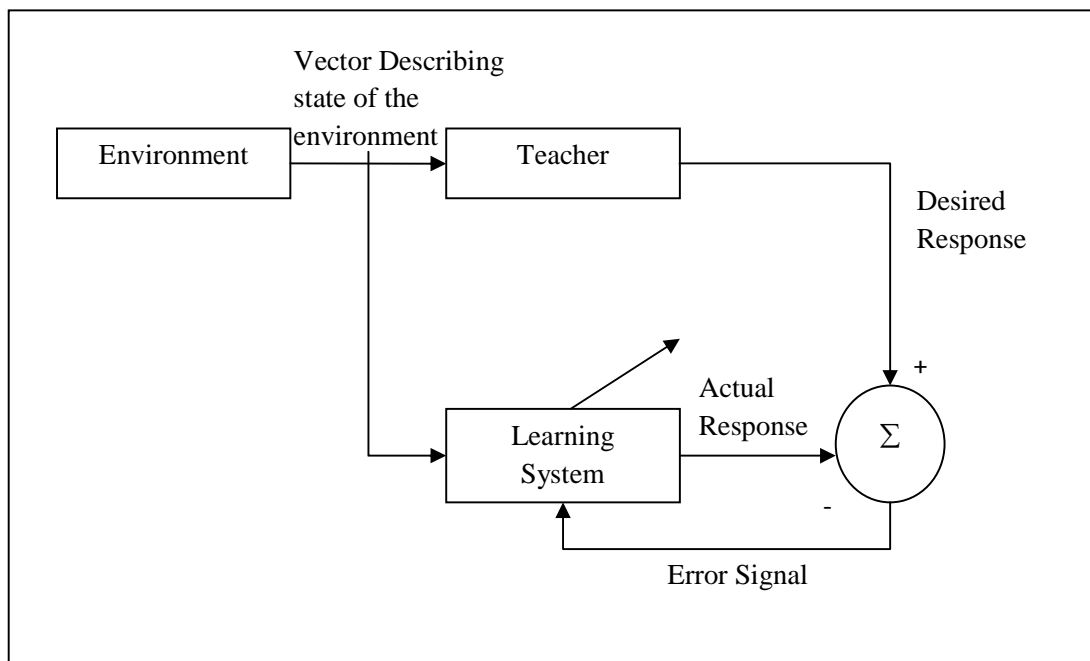 Vector Describing
state of the
environment
Environment
Teacher
Desired
Response
+
Actual
Response
Σ
Learning
System
-
Error Signal